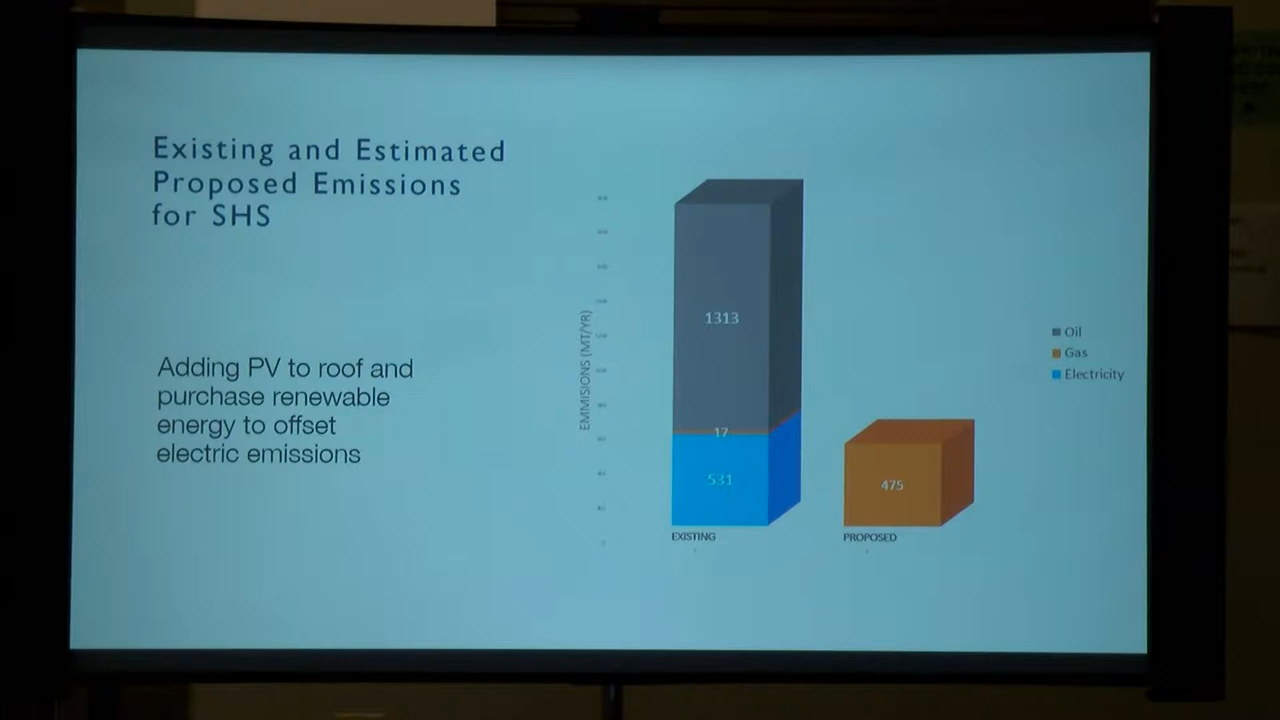 Existing and Estimated
Proposed Emissions
for SHS
Adding PV to roof and
purchase renewable
energy to offset
electric emissions
EMMISIONS (MT/YR)
1313
17
531
475
EXISTING
PROPOSED
Oil
Gas
Electricity